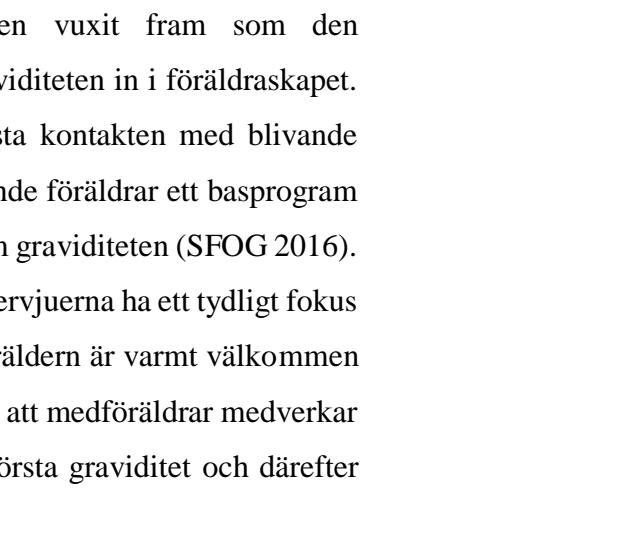 en vuxit fram som den
viditeten in i föräldraskapet.
sta kontakten med blivande
nde föräldrar ett basprogram
n graviditeten (SFOG 2016).
ervjuerna ha ett tydligt fokus
räldern är varmt välkommen
att medföräldrar medverkar
örsta graviditet och därefter